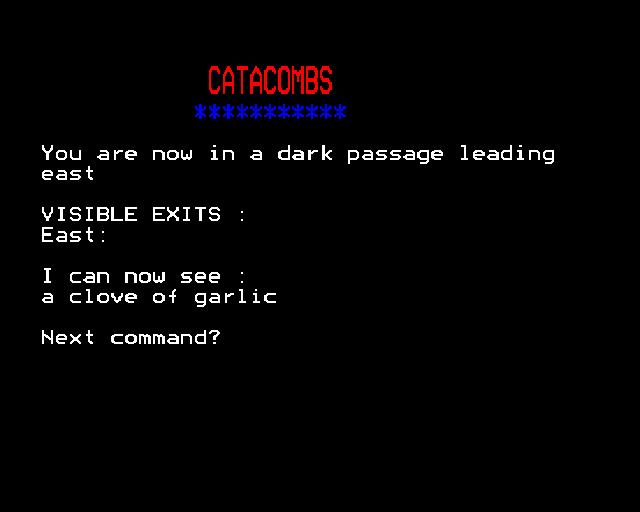 CATACOMBS
***********
You are now in a dark passage leading
east
VISIBLE EXITS :
East:
I can now see :
a clove of garlic
Next command?